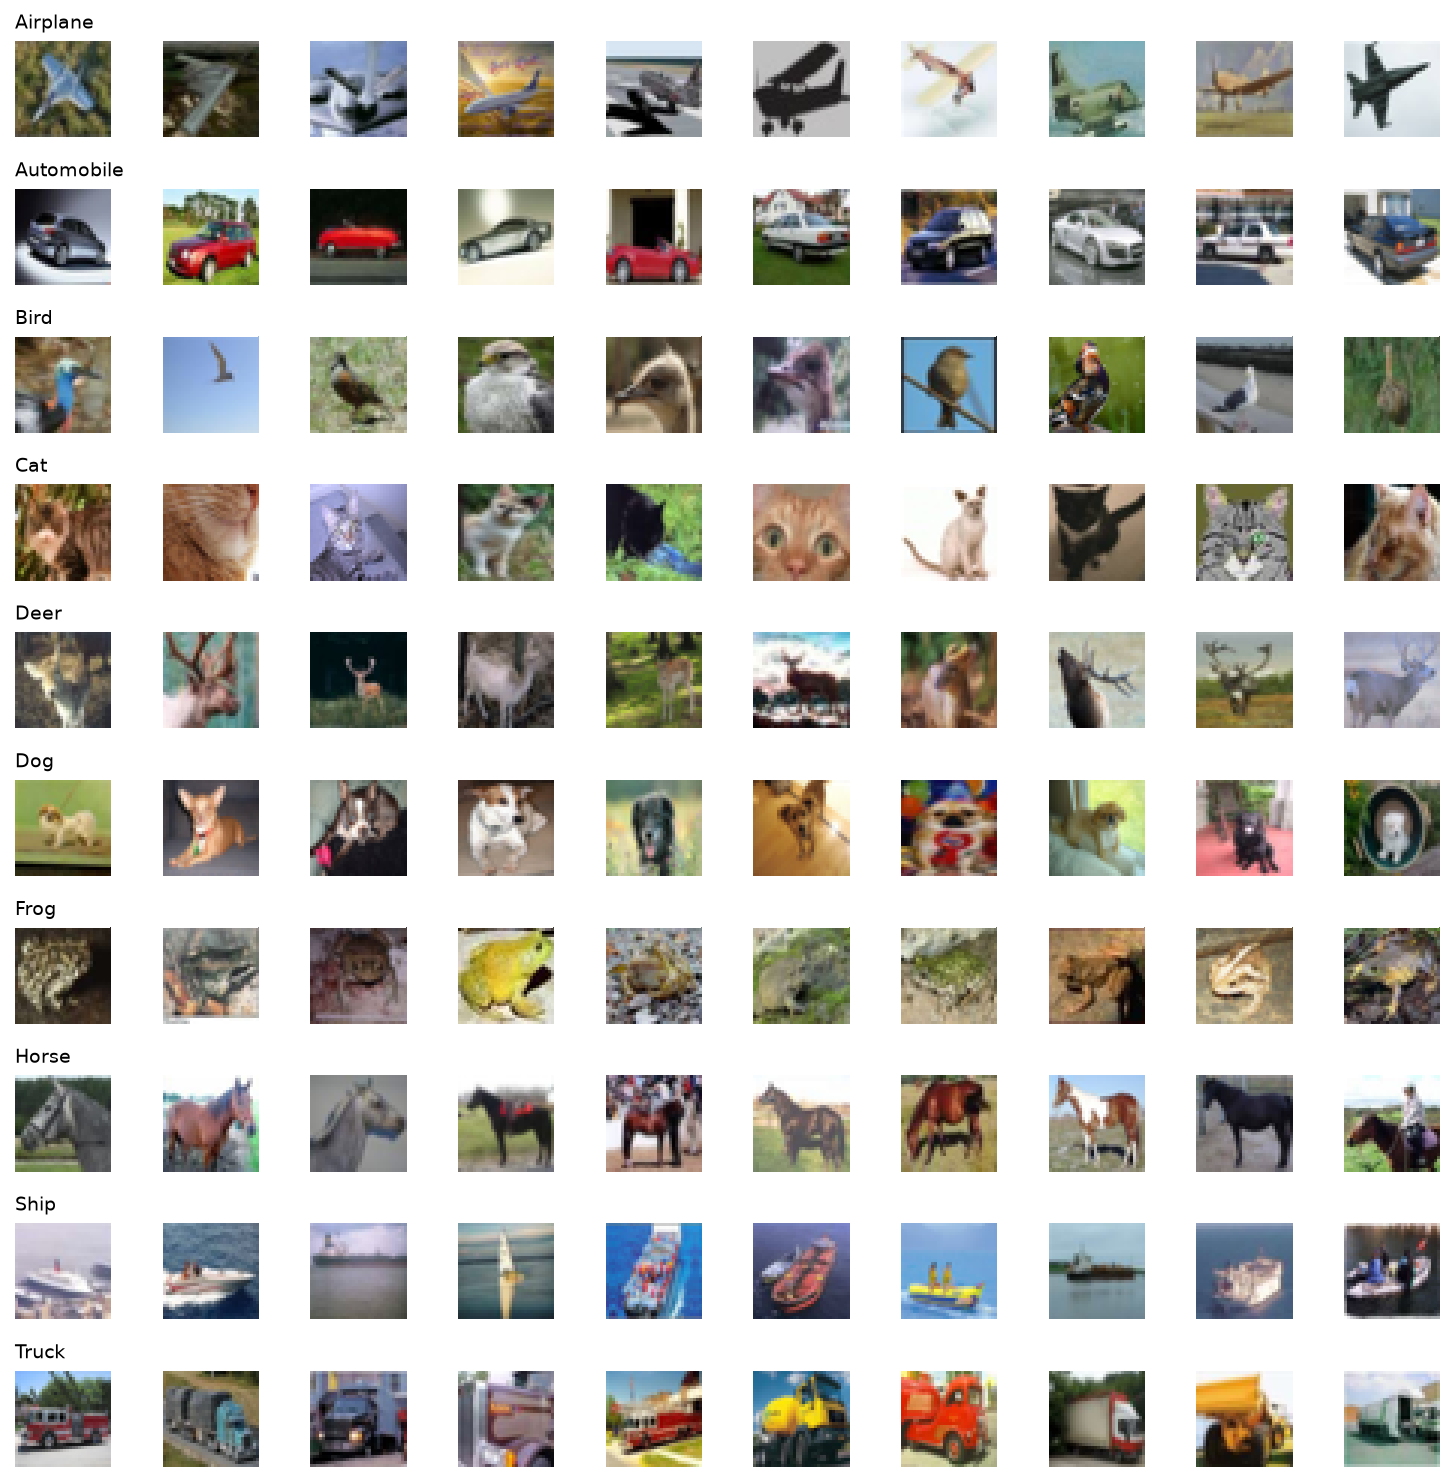 Airplane
Automobile
Bird
Cat
Deer
Dog
Frog
Horse
Ship
Truck